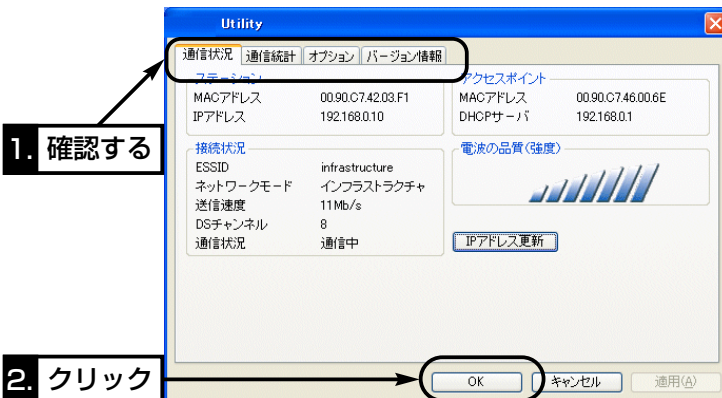 Utility
通信状況 通信統計 オプション バージョン情報
ステーション
MACアドレス 00.90.C7.42.03.F1
IPアドレス 192.168.0.10
アクセスポイント
MACアドレス 00.90.C7.46.00.6E
DHCPサーバ 192.168.0.1
1. 確認する
接続状況
ESSID infrastructure
ネットワークモード インフラストラクチャ
送信速度 11Mb/s
DSチャンネル 8
通信状況 通信中
電波の品質(強度)
IPアドレス更新
2. クリック
OK キャンセル 適用(A)